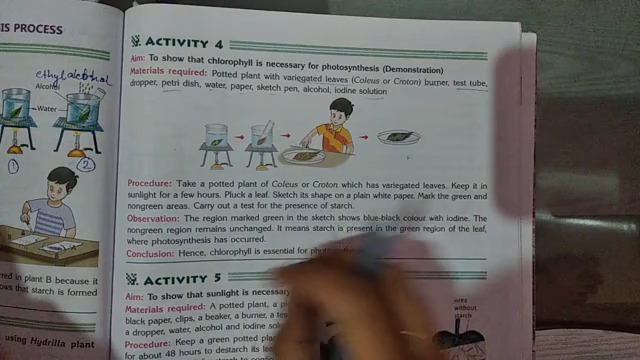 IS PROCESS
ethylalcohol
Alcohol
Water
1
2
rred in plant B because it
ows that starch is formed
using Hydrilla plant
ACTIVITY 4
Aim: To show that chlorophyll is necessary for photosynthesis (Demonstration)
Materials required: Potted plant with variegated leaves (Coleus or Croton) burner, test tube,
dropper, petri dish, water, paper, sketch pen, alcohol, iodine solution
Procedure: Take a potted plant of Coleus or Croton which has variegated leaves. Keep it in
sunlight for a few hours. Pluck a leaf. Sketch its shape on a plain white paper. Mark the green and
nongreen areas. Carry out a test for the presence of starch.
Observation: The region marked green in the sketch shows blue-black colour with iodine. The
nongreen region remains unchanged. It means starch is present in the green region of the leaf,
where photosynthesis has occurred.
Conclusion: Hence, chlorophyll is essential for
ACTIVITY 5
Aim: To show that sunlight is necessary
Materials required: A potted plant, a
black paper, clips, a beaker, a burner, a
a dropper, water, alcohol and iodine
Procedure: Keep a green potted
for about 48 hours to destarch its
area
without
starch